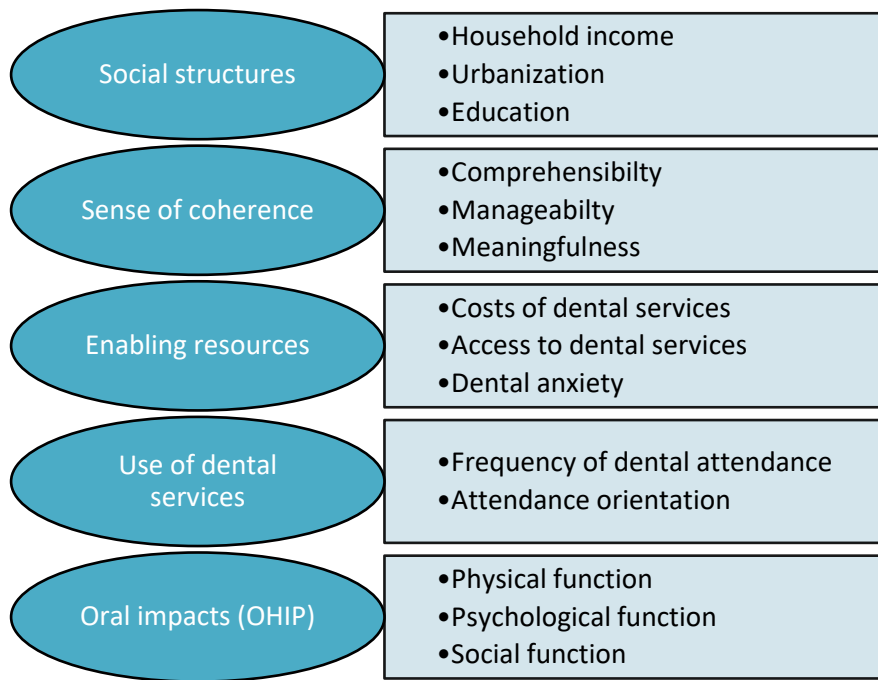 Social structures
•Household income
•Urbanization
•Education
Sense of coherence
•Comprehensibilty
•Manageabilty
•Meaningfulness
Enabling resources
•Costs of dental services
•Access to dental services
•Dental anxiety
Use of dental
services
•Frequency of dental attendance
•Attendance orientation
Oral impacts (OHIP)
•Physical function
•Psychological function
•Social function